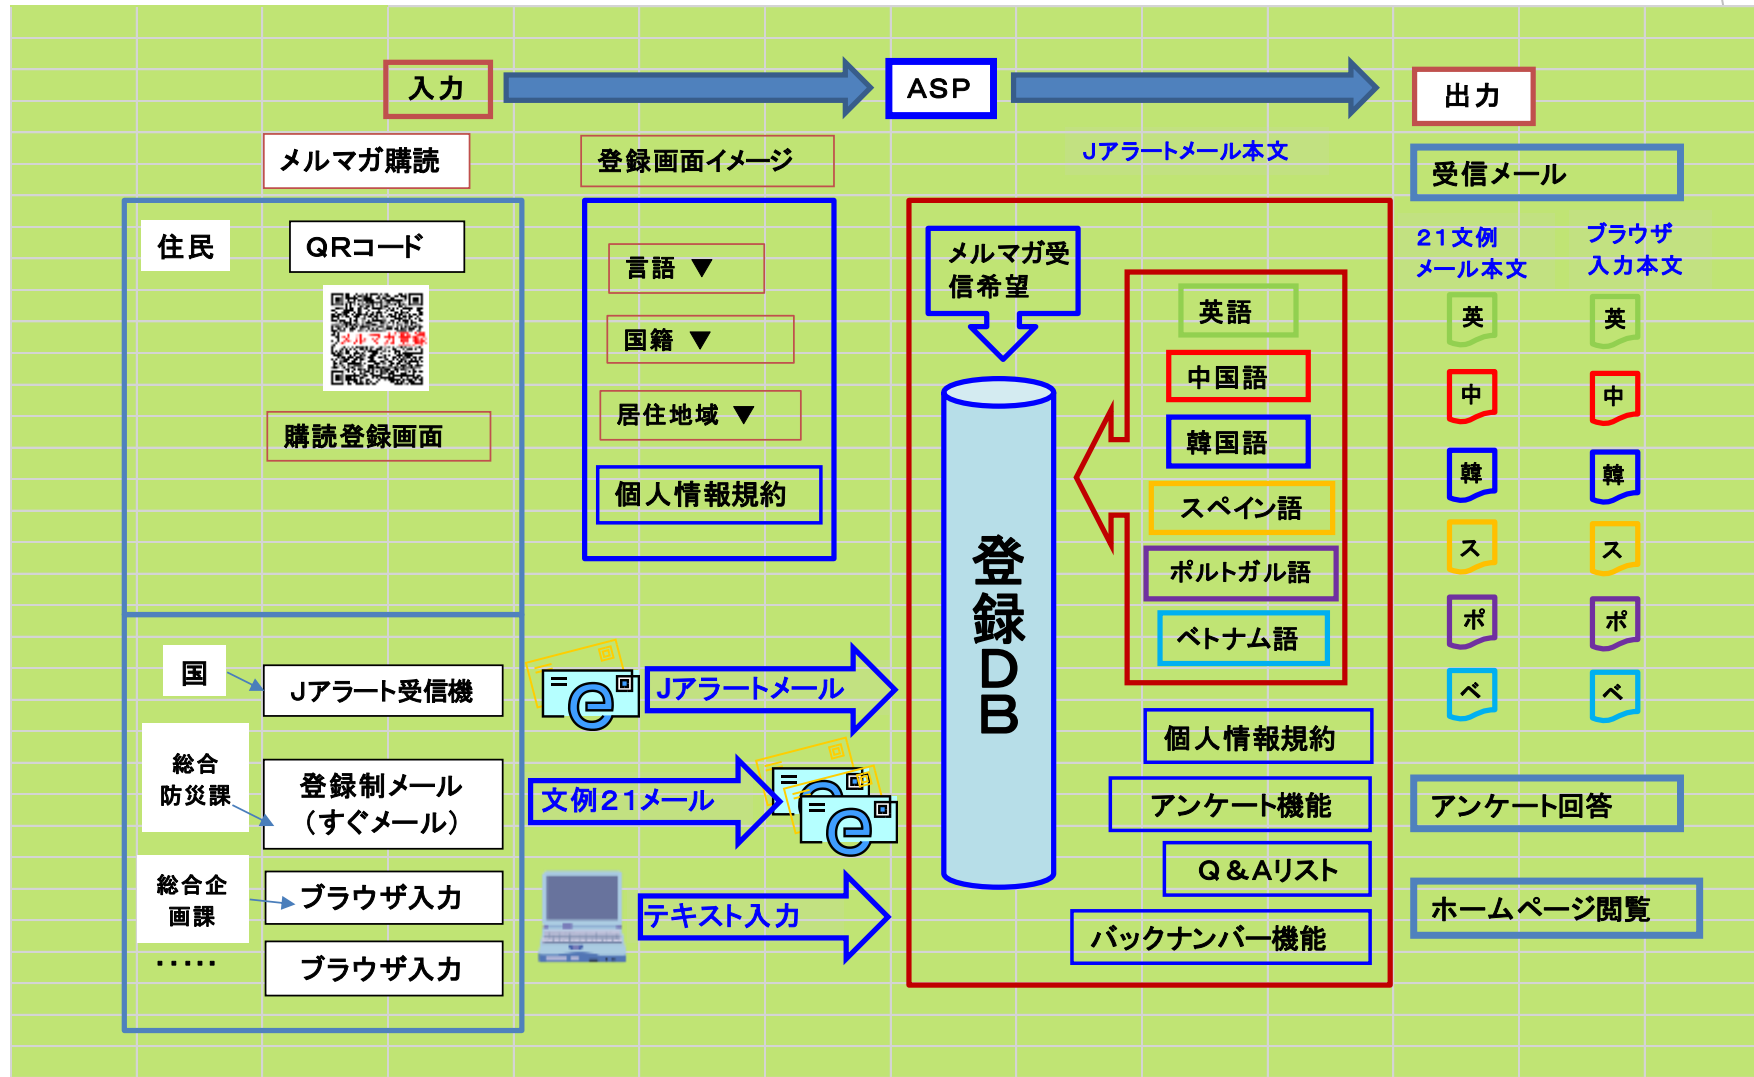 入力
ASP
出力
メルマガ購読
登録画面イメージ
Jアラートメール本文
受信メール
住民
QRコード
メルマガ登録
購読登録画面
言語 ▼
国籍 ▼
居住地域 ▼
個人情報規約
メルマガ受
信希望
登録DB
英語
中国語
韓国語
スペイン語
ポルトガル語
ベトナム語
21文例
メール本文
ブラウザ
入力本文
英
英
中
中
韓
韓
ス
ス
ポ
ポ
ベ
ベ
国
Jアラート受信機
Jアラートメール
総合
防災課
登録制メール
(すぐメール)
文例21メール
総合企
画課
ブラウザ入力
テキスト入力
・・・・・
ブラウザ入力
個人情報規約
アンケート機能
Q&Aリスト
バックナンバー機能
アンケート回答
ホームページ閲覧